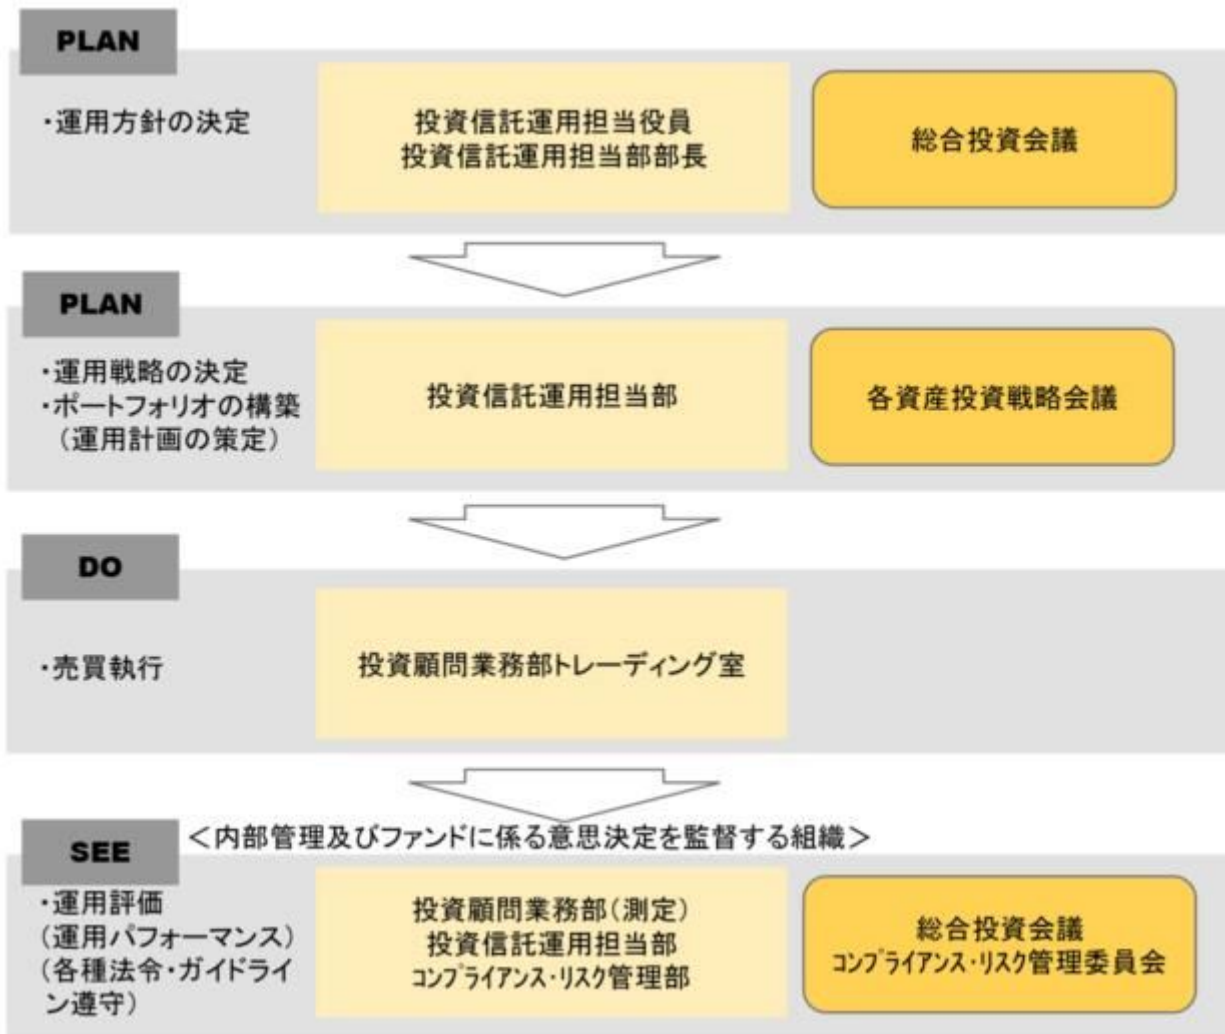 PLAN
・運用方針の決定
投資信託運用担当役員
投資信託運用担当部部長
総合投資会議
PLAN
・運用戦略の決定
・ポートフォリオの構築
（運用計画の策定）
投資信託運用担当部
各資産投資戦略会議
DO
・売買執行
投資顧問業務部トレーディング室
＜内部管理及びファンドに係る意思決定を監督する組織＞
SEE
・運用評価
（運用パフォーマンス）
（各種法令・ガイドライ
ン遵守）
投資顧問業務部（測定）
投資信託運用担当部
ｺﾝﾌﾟﾗｲｱﾝｽ・ﾘｽｸ管理部
総合投資会議
ｺﾝﾌﾟﾗｲｱﾝｽ・ﾘｽｸ管理委員会